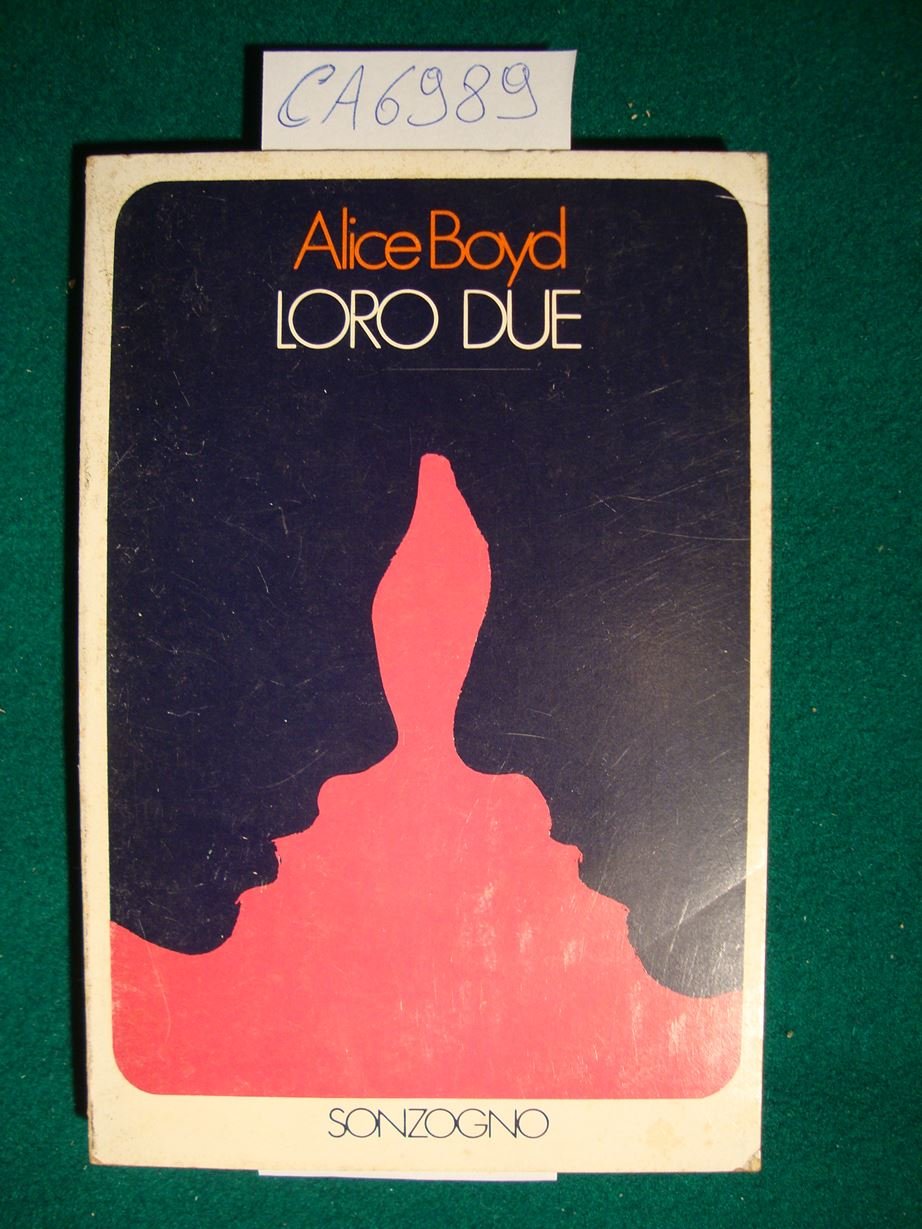 CA6989
Alice Boyd
LORO DUE
SONZOGNO